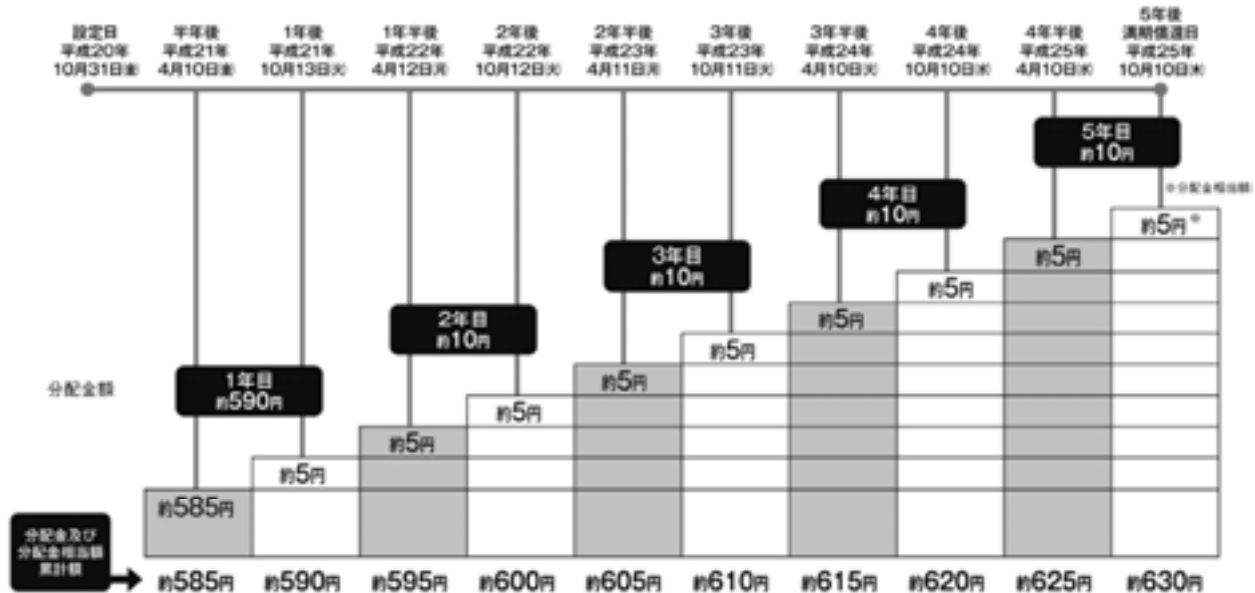 設定日
平成20年
10月31日㊎
半年後
平成21年
4月10日㊎
1年後
平成21年
10月13日㊋
1年半後
平成22年
4月12日㊊
2年後
平成22年
10月12日㊋
2年半後
平成23年
4月11日㊊
3年後
平成23年
10月11日㊋
3年半後
平成24年
4月10日㊋
4年後
平成24年
10月10日㊌
4年半後
平成25年
4月10日㊌
5年後
満期償還日
平成25年
10月10日㊍
5年目
約10円
※分配金相当額
4年目
約10円
約5円※
3年目
約10円
約5円
約5円
2年目
約10円
約5円
約5円
1年目
約590円
分配金額
約5円
約5円
約5円
約5円
約585円
分配金及び
分配金相当額
累計額
約585円 約590円 約595円 約600円 約605円 約610円 約615円 約620円 約625円 約630円